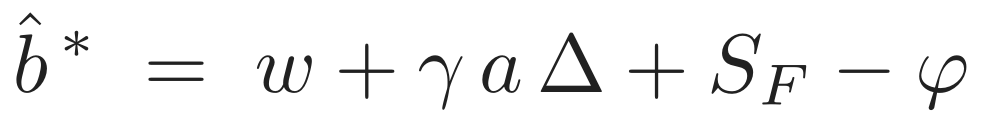 b̂* = w + γ a Δ + S_F − φ